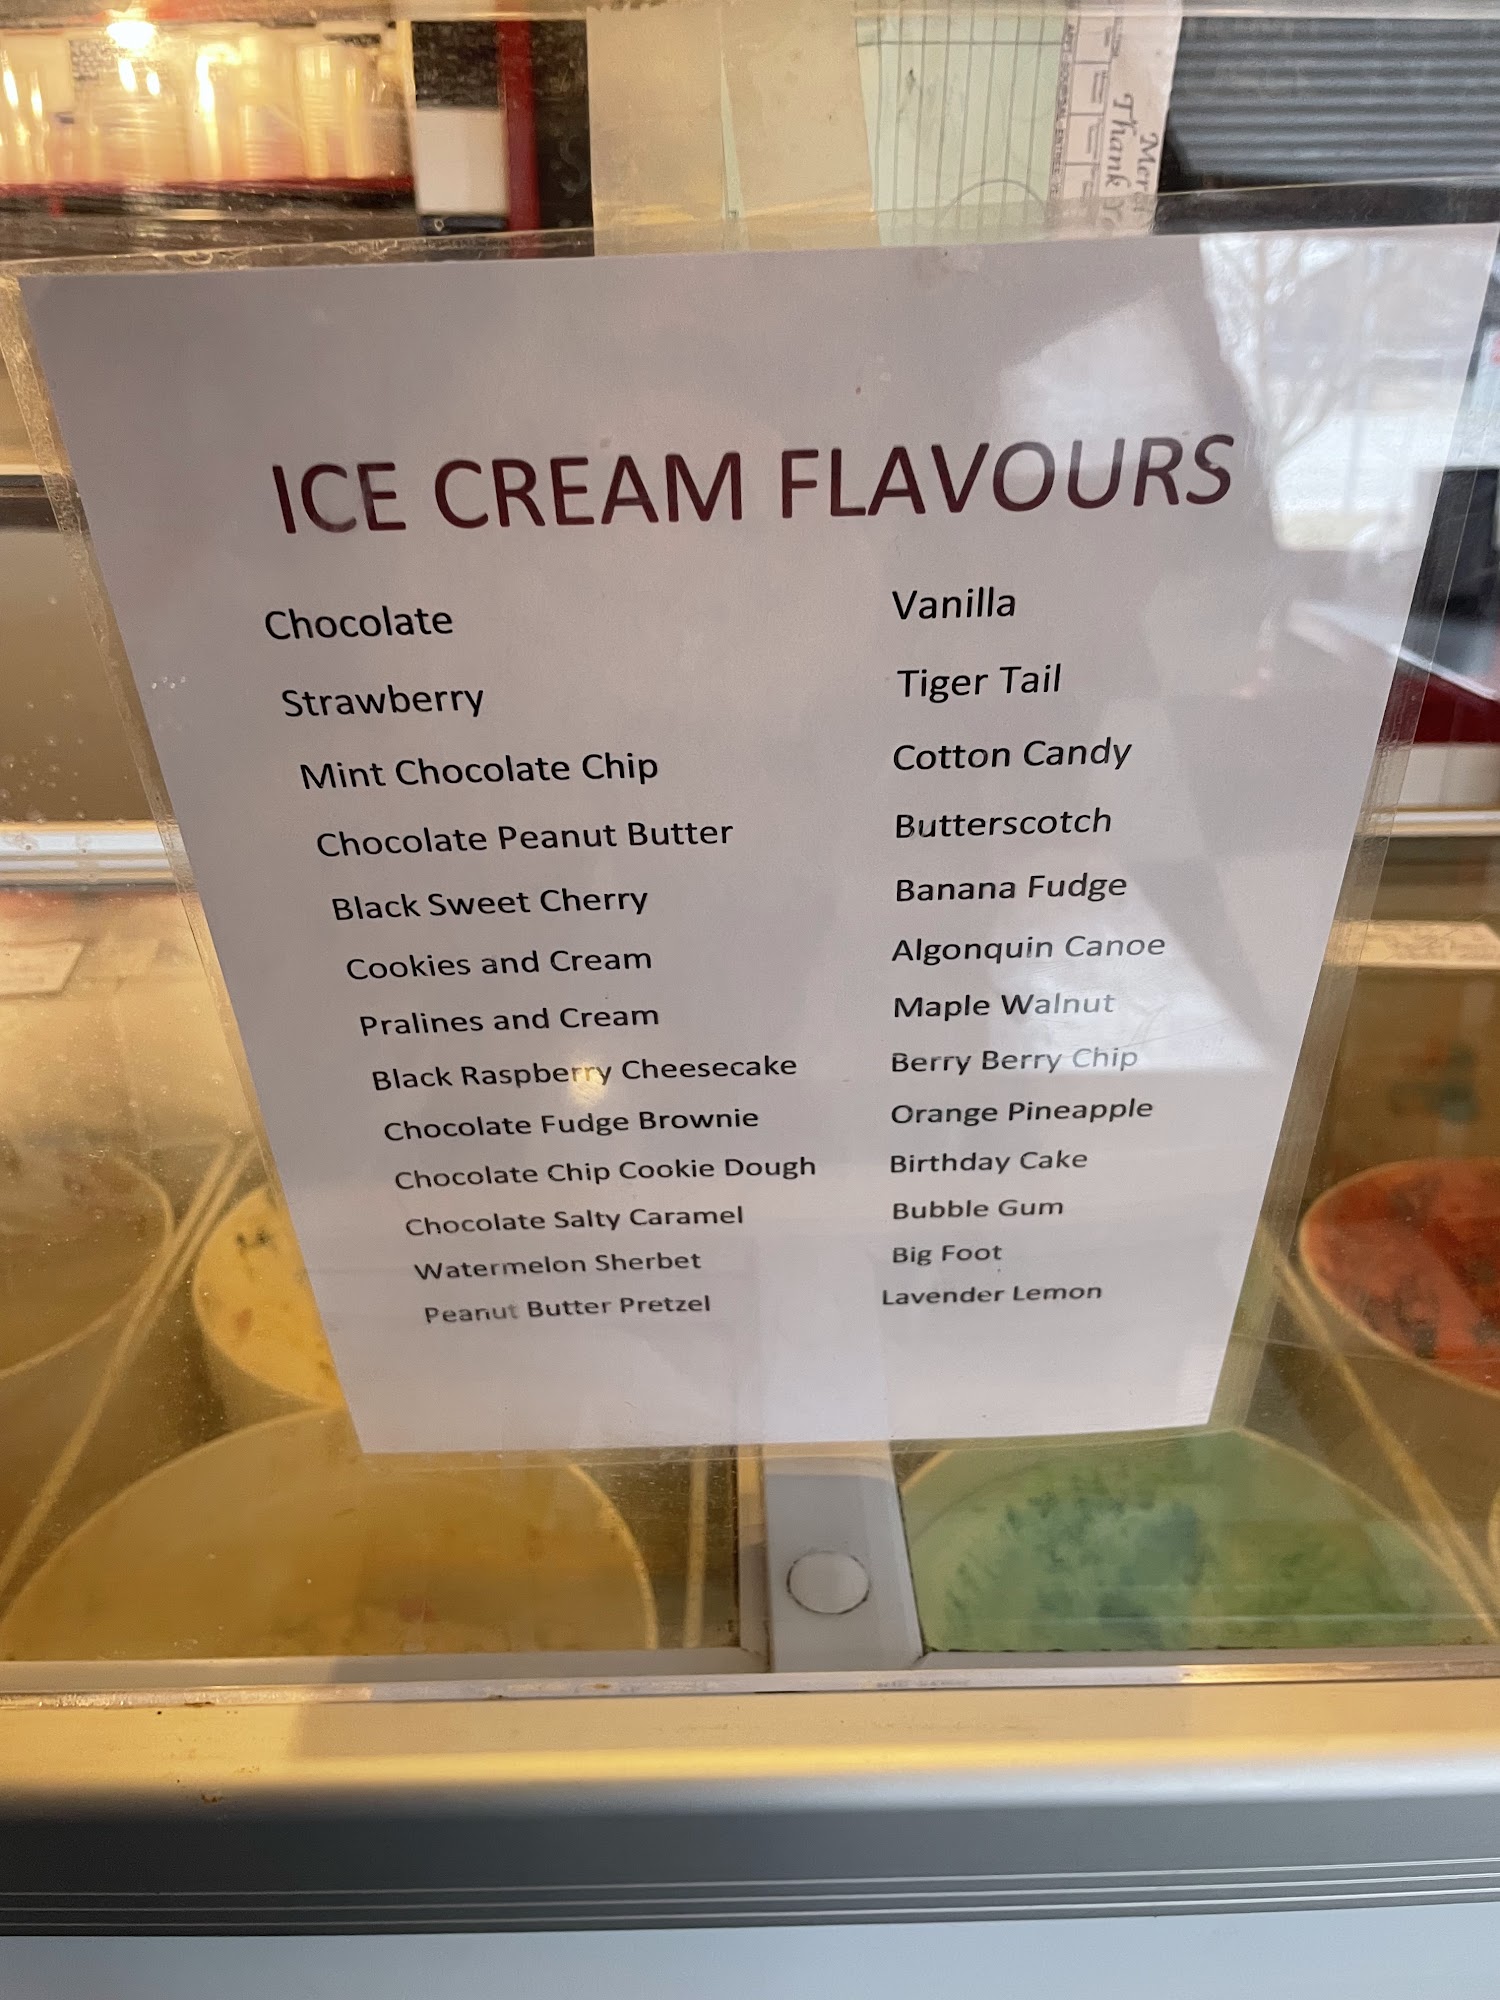 Merci
Thank
ICE CREAM FLAVOURS
Chocolate
Strawberry
Mint Chocolate Chip
Chocolate Peanut Butter
Black Sweet Cherry
Cookies and Cream
Pralines and Cream
Black Raspberry Cheesecake
Chocolate Fudge Brownie
Chocolate Chip Cookie Dough
Chocolate Salty Caramel
Watermelon Sherbet
Peanut Butter Pretzel
Vanilla
Tiger Tail
Cotton Candy
Butterscotch
Banana Fudge
Algonquin Canoe
Maple Walnut
Berry Berry Chip
Orange Pineapple
Birthday Cake
Bubble Gum
Big Foot
Lavender Lemon